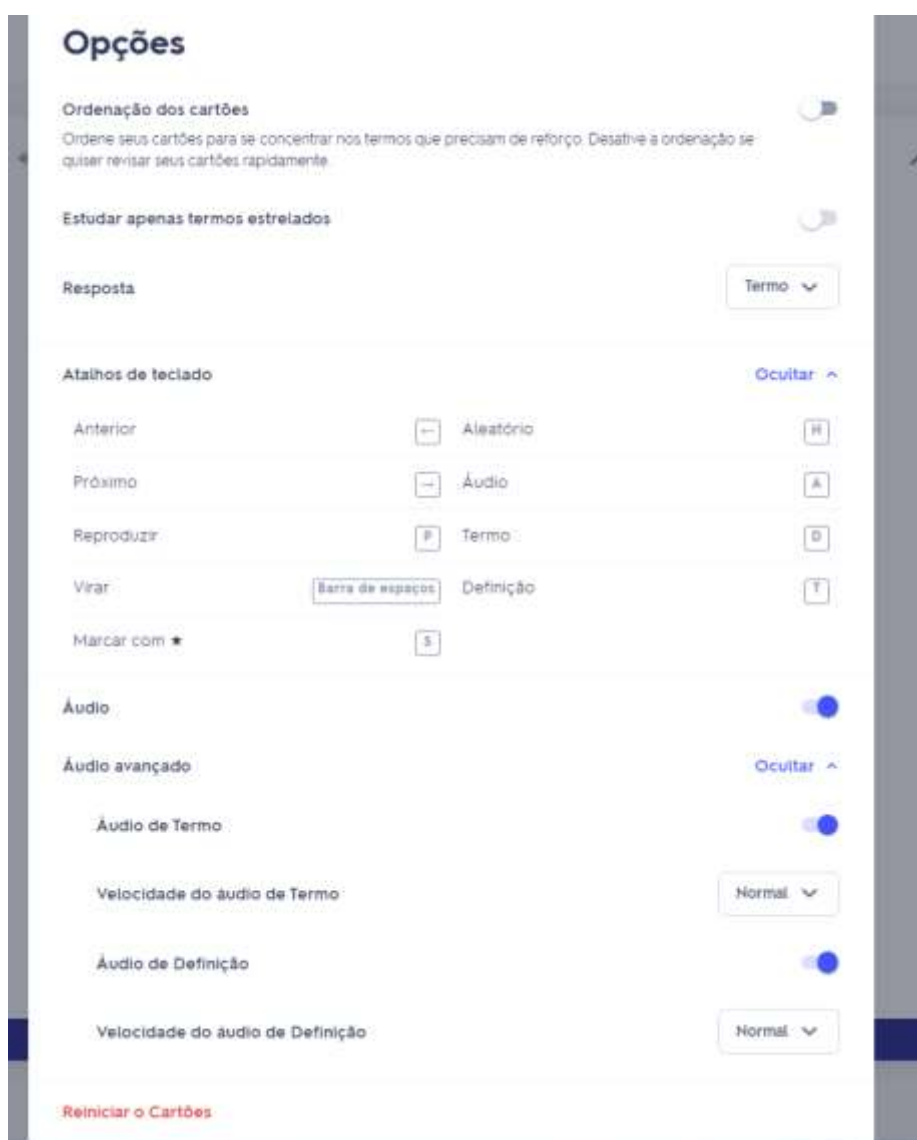 Opções
Ordenação dos cartões
Ordene seus cartões para se concentrar nos termos que precisam de reforço. Desative a ordenação se
quiser revisar seus cartões rapidamente.
Estudar apenas termos estrelados
Resposta Termo
Atalhos de teclado Ocultar
Anterior ← Aleatório H
Próximo → Áudio A
Reproduzir P Termo D
Virar Barra de espaços Definição T
Marcar com ★ S
Áudio
Áudio avançado Ocultar
Áudio de Termo
Velocidade do áudio de Termo Normal
Áudio de Definição
Velocidade do áudio de Definição Normal
Reiniciar o Cartões